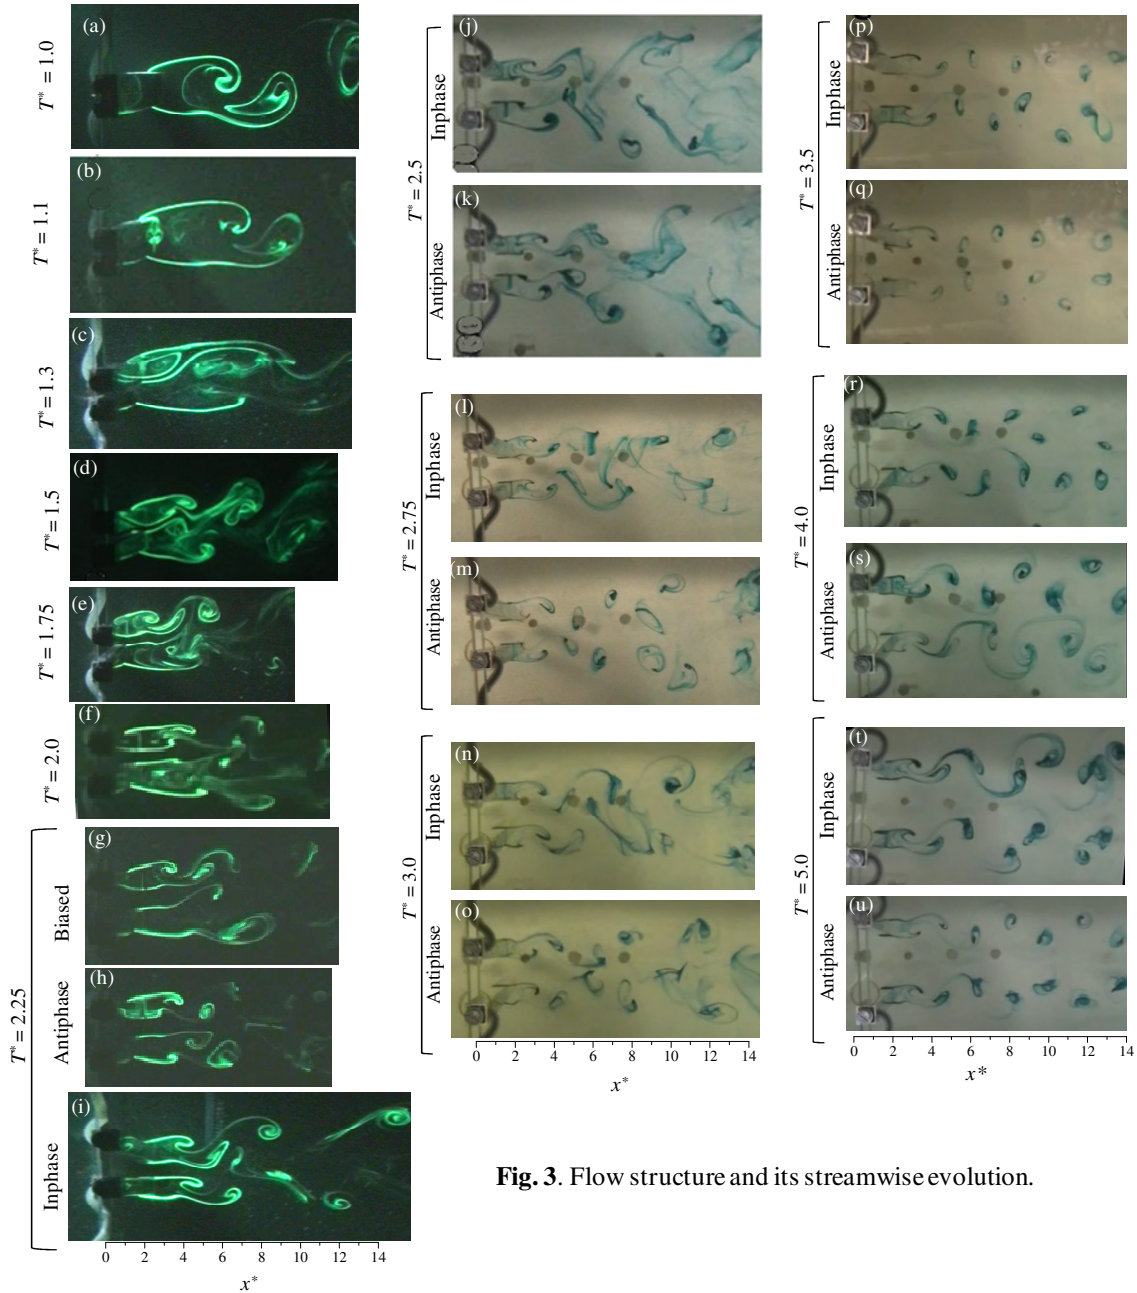 (a)
T* = 1.0
(b)
T* = 1.1
(c)
T* = 1.3
(d)
T* = 1.5
(e)
T* = 1.75
(f)
T* = 2.0
(g)
Biased
(h)
Antiphase
T* = 2.25
(i)
Inphase
0 2 4 6 8 10 12 14
x*
(j)
Inphase
T* = 2.5
(k)
Antiphase
(l)
Inphase
T* = 2.75
(m)
Antiphase
(n)
Inphase
T* = 3.0
(o)
Antiphase
0 2 4 6 8 10 12 14
x*
(p)
Inphase
T* = 3.5
(q)
Antiphase
(r)
Inphase
T* = 4.0
(s)
Antiphase
(t)
Inphase
T* = 5.0
(u)
Antiphase
0 2 4 6 8 10 12 14
x*
Fig. 3. Flow structure and its streamwise evolution.